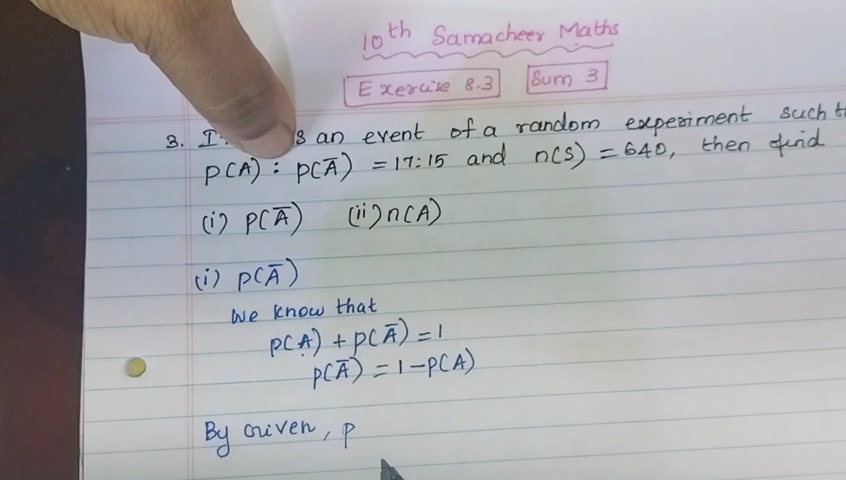 10th Samacheer Maths
Exercise 8.3 Sum 3
3. is an event of a random experiment such
P(A) : P(Ā) = 17:15 and n(S) = 640, then find
(i) P(Ā) (ii) n(A)
(i) P(Ā)
We know that
P(A) + P(Ā) = 1
P(Ā) = 1 - P(A)
By Given, P